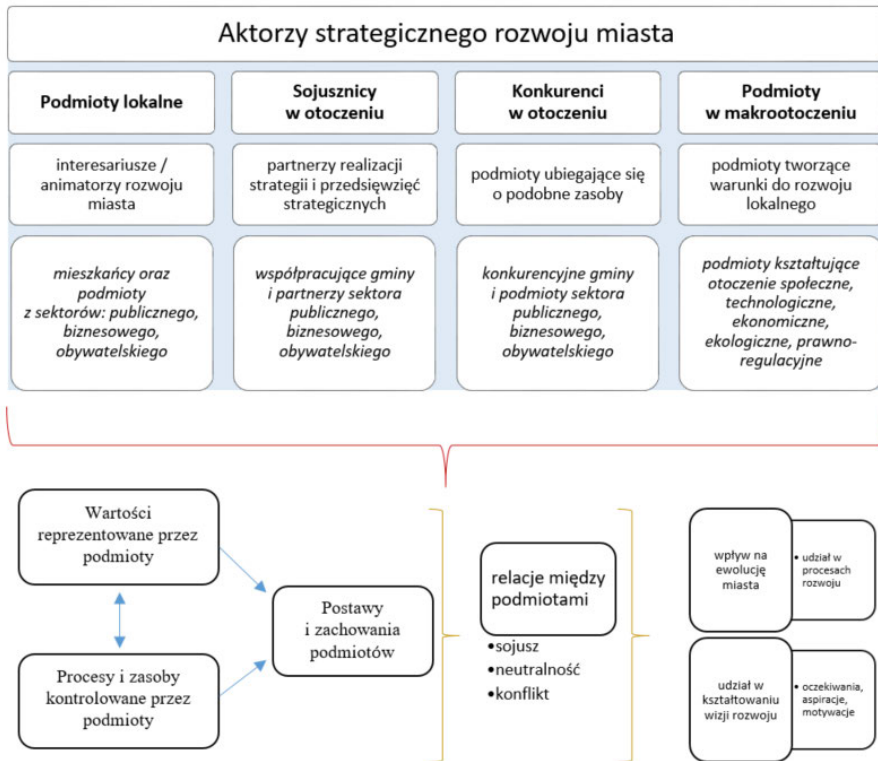 Aktorzy strategicznego rozwoju miasta
Podmioty lokalne
Sojusznicy
w otoczeniu
Konkurenci
w otoczeniu
Podmioty
w makrootoczeniu
interesariusze /
animatorzy rozwoju
miasta
partnerzy realizacji
strategii i przedsięwzięć
strategicznych
podmioty ubiegające się
o podobne zasoby
podmioty tworzące
warunki do rozwoju
lokalnego
mieszkańcy oraz
podmioty
z sektorów: publicznego,
biznesowego,
obywatelskiego
współpracujące gminy
i partnerzy sektora
publicznego,
biznesowego,
obywatelskiego
konkurencyjne gminy
i podmioty sektora
publicznego,
biznesowego,
obywatelskiego
podmioty kształtujące
otoczenie społeczne,
technologiczne,
ekonomiczne,
ekologiczne, prawno-
regulacyjne
Wartości
reprezentowane przez
podmioty
Procesy i zasoby
kontrolowane przez
podmioty
Postawy
i zachowania
podmiotów
relacje między
podmiotami
•sojusz
•neutralność
•konflikt
wpływ na
ewolucję
miasta
• udział w
procesach
rozwoju
udział w
kształtowaniu
wizji rozwoju
• oczekiwania,
aspiracje,
motywacje